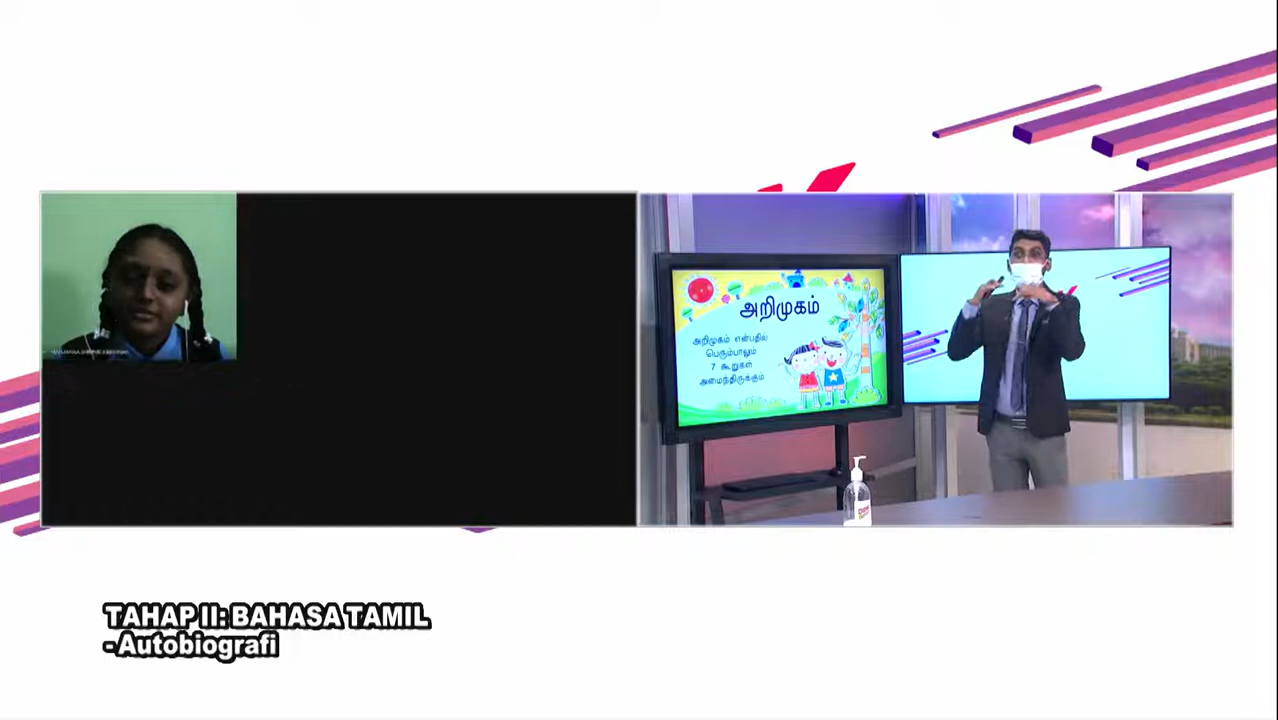 அறிமுகம்
அறிமுகம் என்பதில்
பெரும்பாலும்
7 கூறுகள்
அமைந்திருக்கும்
TAHAP II: BAHASA TAMIL
- Autobiografi